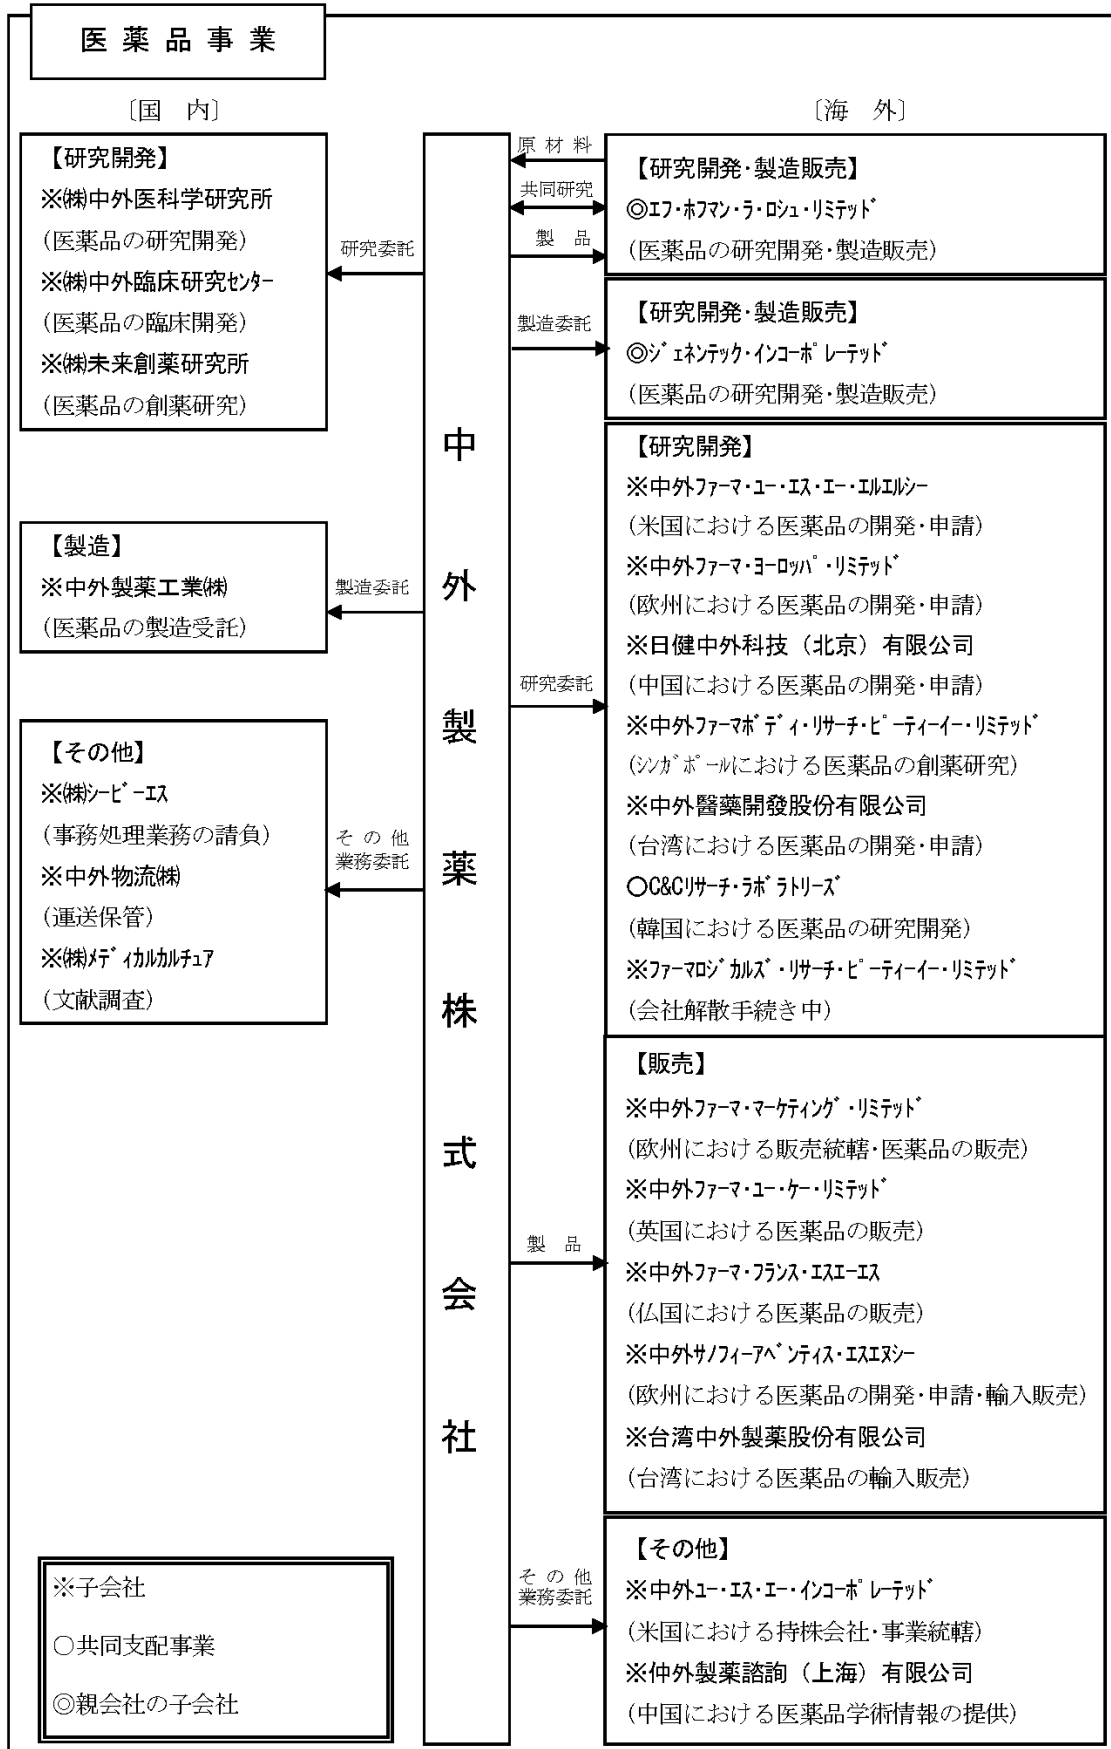 医薬品事業
〔国 内〕
【研究開発】
※㈱中外医科学研究所
(医薬品の研究開発)
※㈱中外臨床研究ｾﾝﾀｰ
(医薬品の臨床開発)
※㈱未来創薬研究所
(医薬品の創薬研究)
研究委託
【製造】
※中外製薬工業㈱
(医薬品の製造受託)
製造委託
【その他】
※㈱ｼｰﾋﾞｰｴｽ
(事務処理業務の請負)
※中外物流㈱
(運送保管)
※㈱ﾒﾃﾞｨｶﾙｶﾙﾁｭｱ
(文献調査)
その他
業務委託
※子会社
○共同支配事業
◎親会社の子会社
中外製薬株式会社
〔海 外〕
原材料
共同研究
製 品
【研究開発･製造販売】
◎ｴﾌ･ﾎﾌﾏﾝ･ﾗ･ﾛｼｭ･ﾘﾐﾃｯﾄﾞ
(医薬品の研究開発･製造販売)
製造委託
【研究開発･製造販売】
◎ｼﾞｪﾈﾝﾃｯｸ･ｲﾝｺｰﾎﾟﾚｰﾃｯﾄﾞ
(医薬品の研究開発･製造販売)
研究委託
【研究開発】
※中外ﾌｧｰﾏ･ﾕｰ･ｴｽ･ｴｰ･ｴﾙｴﾙｼｰ
(米国における医薬品の開発･申請)
※中外ﾌｧｰﾏ･ﾖｰﾛｯﾊﾟ･ﾘﾐﾃｯﾄﾞ
(欧州における医薬品の開発･申請)
※日健中外科技（北京）有限公司
(中国における医薬品の開発･申請)
※中外ﾌｧｰﾏﾎﾞﾃﾞｨ･ﾘｻｰﾁ･ﾋﾟｰﾃｨｰｲｰ･ﾘﾐﾃｯﾄﾞ
(ｼﾝｶﾞﾎﾟｰﾙにおける医薬品の創薬研究)
※中外醫藥開發股份有限公司
(台湾における医薬品の開発･申請)
○C&Cﾘｻｰﾁ･ﾗﾎﾞﾗﾄﾘｰｽﾞ
(韓国における医薬品の研究開発)
※ﾌｧｰﾏﾛｼﾞｶﾙｽﾞ･ﾘｻｰﾁ･ﾋﾟｰﾃｨｰｲｰ･ﾘﾐﾃｯﾄﾞ
(会社解散手続き中)
製 品
【販売】
※中外ﾌｧｰﾏ･ﾏｰｹﾃｨﾝｸﾞ･ﾘﾐﾃｯﾄﾞ
(欧州における販売統轄･医薬品の販売)
※中外ﾌｧｰﾏ･ﾕｰ･ｹｰ･ﾘﾐﾃｯﾄﾞ
(英国における医薬品の販売)
※中外ﾌｧｰﾏ･ﾌﾗﾝｽ･ｴｽｴｰｴｽ
(仏国における医薬品の販売)
※中外ｻﾉﾌｨｰｱﾍﾞﾝﾃｨｽ･ｴｽｴﾇｼｰ
(欧州における医薬品の開発･申請･輸入販売)
※台湾中外製薬股份有限公司
(台湾における医薬品の輸入販売)
その他
業務委託
【その他】
※中外ﾕｰ･ｴｽ･ｴｰ･ｲﾝｺｰﾎﾟﾚｰﾃｯﾄﾞ
(米国における持株会社･事業統轄)
※仲外製薬諮詢（上海）有限公司
(中国における医薬品学術情報の提供)